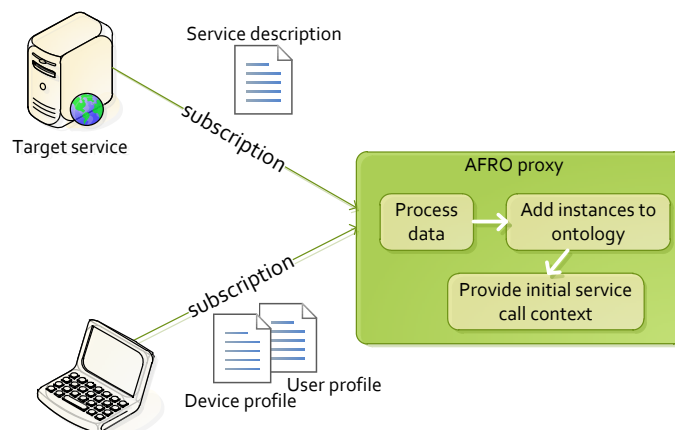 Service description
subscription
Target service
AFRO proxy
Process
data
Add instances to
ontology
Provide initial service
call context
subscription
User profile
Device profile